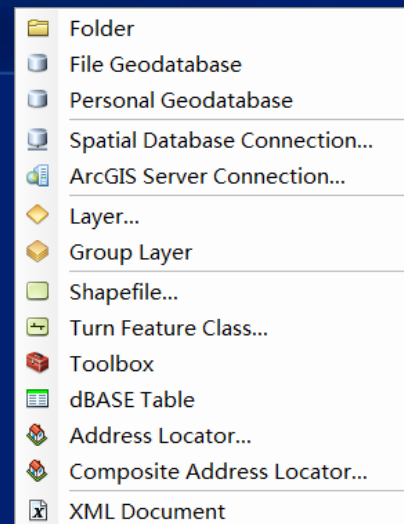 Folder
File Geodatabase
Personal Geodatabase
Spatial Database Connection...
ArcGIS Server Connection...
Layer...
Group Layer
Shapefile...
Turn Feature Class...
Toolbox
dBASE Table
Address Locator...
Composite Address Locator...
XML Document